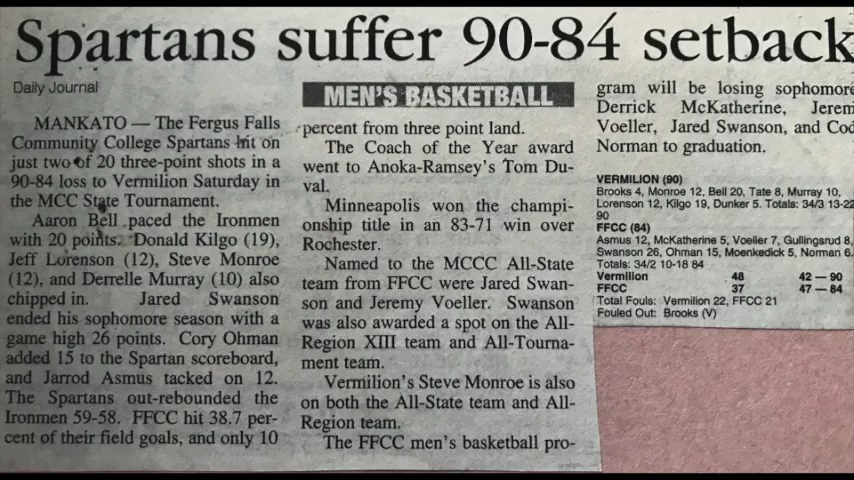 Spartans suffer 90-84 setback
Daily Journal
MANKATO — The Fergus Falls
Community College Spartans hit on
just two of 20 three-point shots in a
90-84 loss to Vermilion Saturday in
the MCC State Tournament.
Aaron Bell paced the Ironmen
with 20 points. Donald Kilgo (19),
Jeff Lorenson (12), Steve Monroe
(12), and Derrelle Murray (10) also
chipped in. Jared Swanson
ended his sophomore season with a
game high 26 points. Cory Ohman
added 15 to the Spartan scoreboard,
and Jarrod Asmus tacked on 12.
The Spartans out-rebounded the
Ironmen 59-58. FFCC hit 38.7 per-
cent of their field goals, and only 10
MEN'S BASKETBALL
percent from three point land.
The Coach of the Year award
went to Anoka-Ramsey's Tom Du-
val.
Minneapolis won the champi-
onship title in an 83-71 win over
Rochester.
Named to the MCCC All-State
team from FFCC were Jared Swan-
son and Jeremy Voeller. Swanson
was also awarded a spot on the All-
Region XIII team and All-Tourna-
ment team.
Vermilion's Steve Monroe is also
on both the All-State team and All-
Region team.
The FFCC men's basketball pro-
gram will be losing sophomore
Derrick McKatherine, Jerem
Voeller, Jared Swanson, and Cod
Norman to graduation.
VERMILION (90)
Brooks 4, Monroe 12, Bell 20, Tate 8, Murray 10,
Lorenson 12, Kilgo 19, Dunker 5. Totals: 34/3 13-22
90
FFCC (84)
Asmus 12, McKatherine 5, Voeller 7, Gullingsrud 8,
Swanson 26, Ohman 15, Moenkedick 5, Norman 6.
Totals: 34/2 10-18 84
Vermilion 48 42 — 90
FFCC 37 47 — 84
Total Fouls: Vermilion 22, FFCC 21
Fouled Out: Brooks (V)